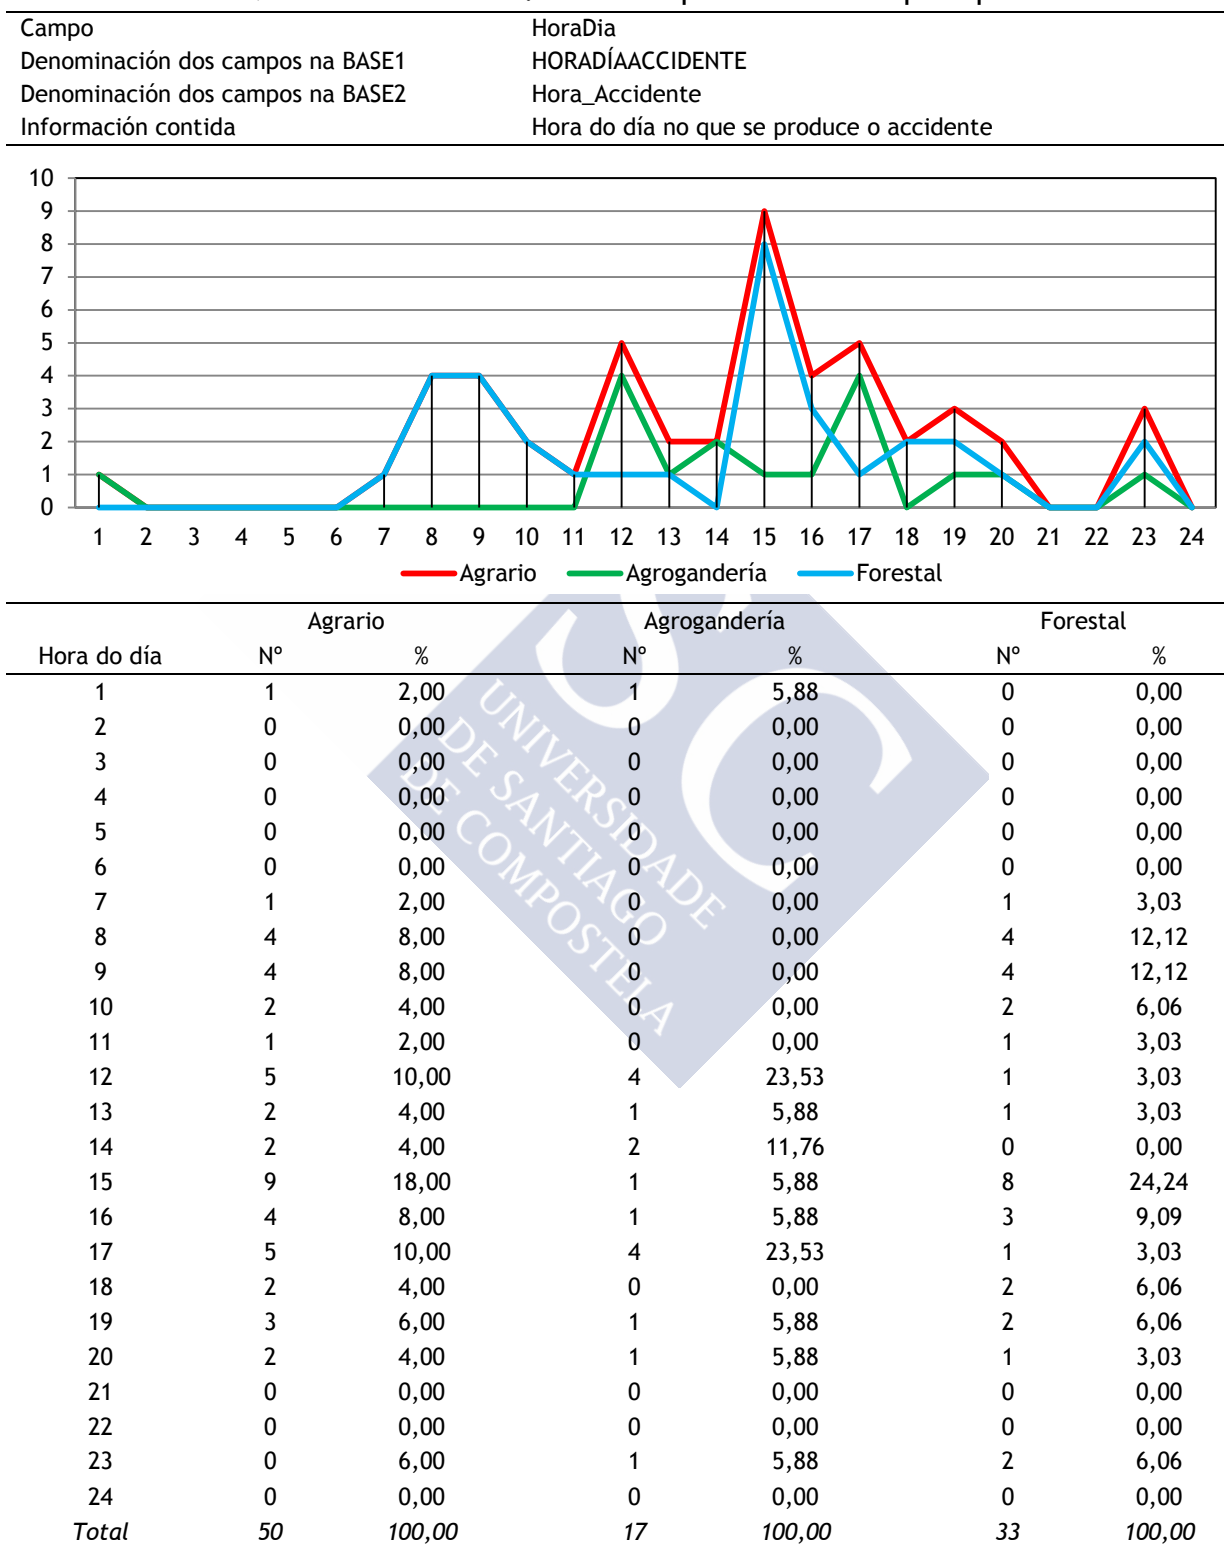 Campo HoraDia
Denominación dos campos na BASE1 HORADÍAACCIDENTE
Denominación dos campos na BASE2 Hora_Accidente
Información contida Hora do día no que se produce o accidente
10
9
8
7
6
5
4
3
2
1
0
1 2 3 4 5 6 7 8 9 10 11 12 13 14 15 16 17 18 19 20 21 22 23 24
Agrario Agrogandería Forestal
Agrario Agrogandería Forestal
Hora do día Nº % Nº % Nº %
1 1 2,00 1 5,88 0 0,00
2 0 0,00 0 0,00 0 0,00
3 0 0,00 0 0,00 0 0,00
4 0 0,00 0 0,00 0 0,00
5 0 0,00 0 0,00 0 0,00
6 0 0,00 0 0,00 0 0,00
7 1 2,00 0 0,00 1 3,03
8 4 8,00 0 0,00 4 12,12
9 4 8,00 0 0,00 4 12,12
10 2 4,00 0 0,00 2 6,06
11 1 2,00 0 0,00 1 3,03
12 5 10,00 4 23,53 1 3,03
13 2 4,00 1 5,88 1 3,03
14 2 4,00 2 11,76 0 0,00
15 9 18,00 1 5,88 8 24,24
16 4 8,00 1 5,88 3 9,09
17 5 10,00 4 23,53 1 3,03
18 2 4,00 0 0,00 2 6,06
19 3 6,00 1 5,88 2 6,06
20 2 4,00 1 5,88 1 3,03
21 0 0,00 0 0,00 0 0,00
22 0 0,00 0 0,00 0 0,00
23 0 6,00 1 5,88 2 6,06
24 0 0,00 0 0,00 0 0,00
Total 50 100,00 17 100,00 33 100,00
SC
UNIVERSIDADE
DE SANTIAGO
DE COMPOSTELA